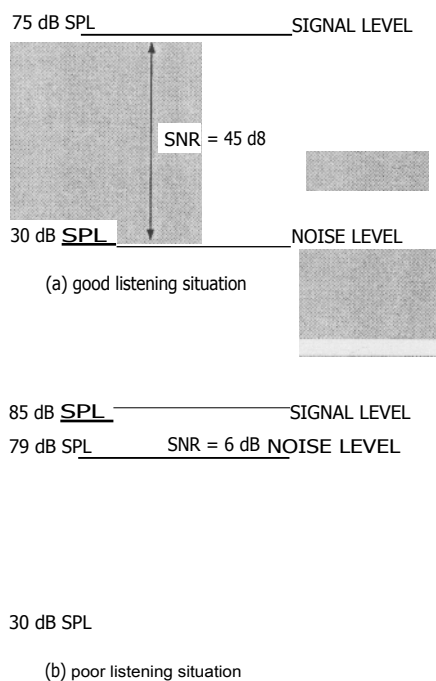 75 dB SPL SIGNAL LEVEL
SNR = 45 d8
30 dB SPL NOISE LEVEL
(a) good listening situation
85 dB SPL SIGNAL LEVEL
79 dB SPL SNR = 6 dB NOISE LEVEL
30 dB SPL
(b) poor listening situation